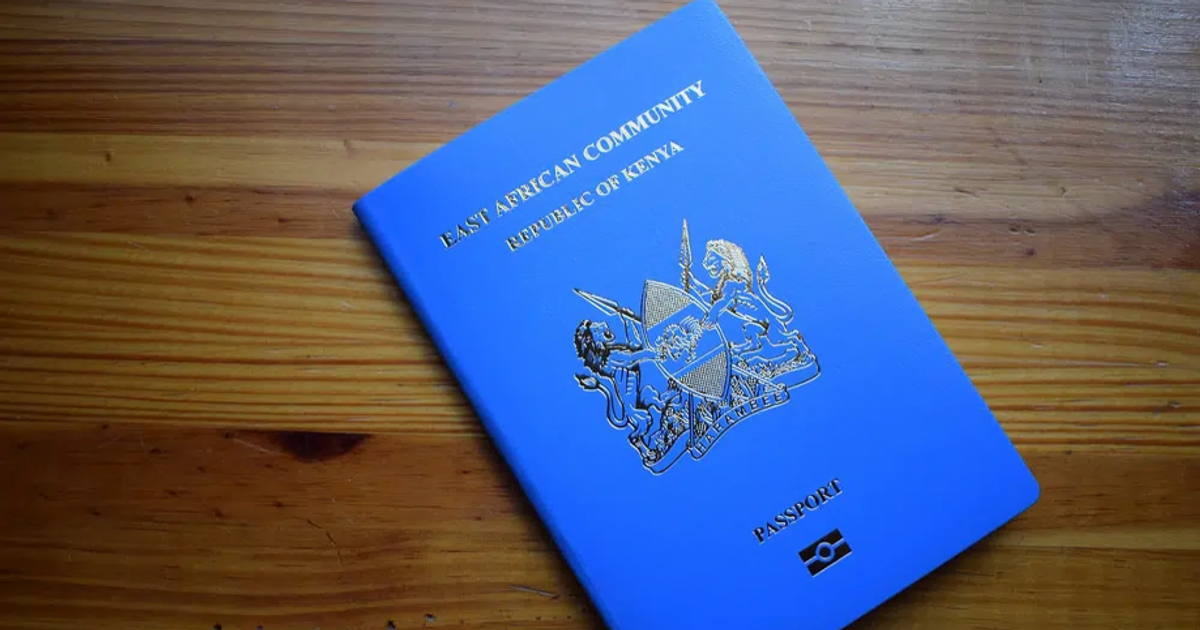 EAST AFRICAN COMMUNITY
REPUBLIC OF KENYA
HARAMBEE
PASSPORT